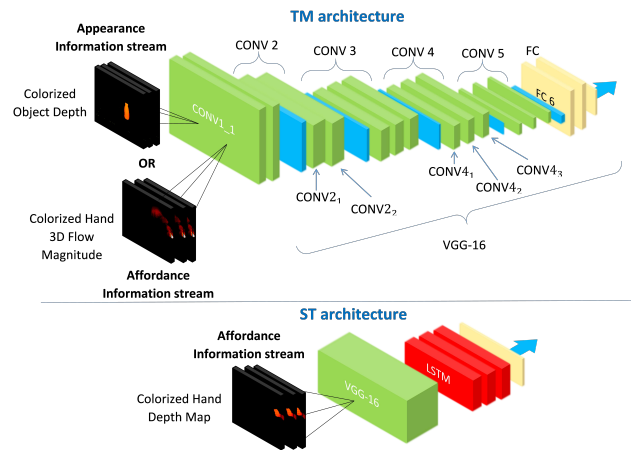 TM architecture
Appearance
Information stream
CONV 2
CONV 3
CONV 4
CONV 5
FC
Colorized
Object Depth
CONV1_1
FC 6
OR
CONV2₁
CONV2₂
CONV4₁
CONV4₂
CONV4₃
Colorized Hand
3D Flow
Magnitude
VGG-16
Affordance
Information stream
ST architecture
Affordance
Information stream
Colorized Hand
Depth Map
VGG-16
LSTM